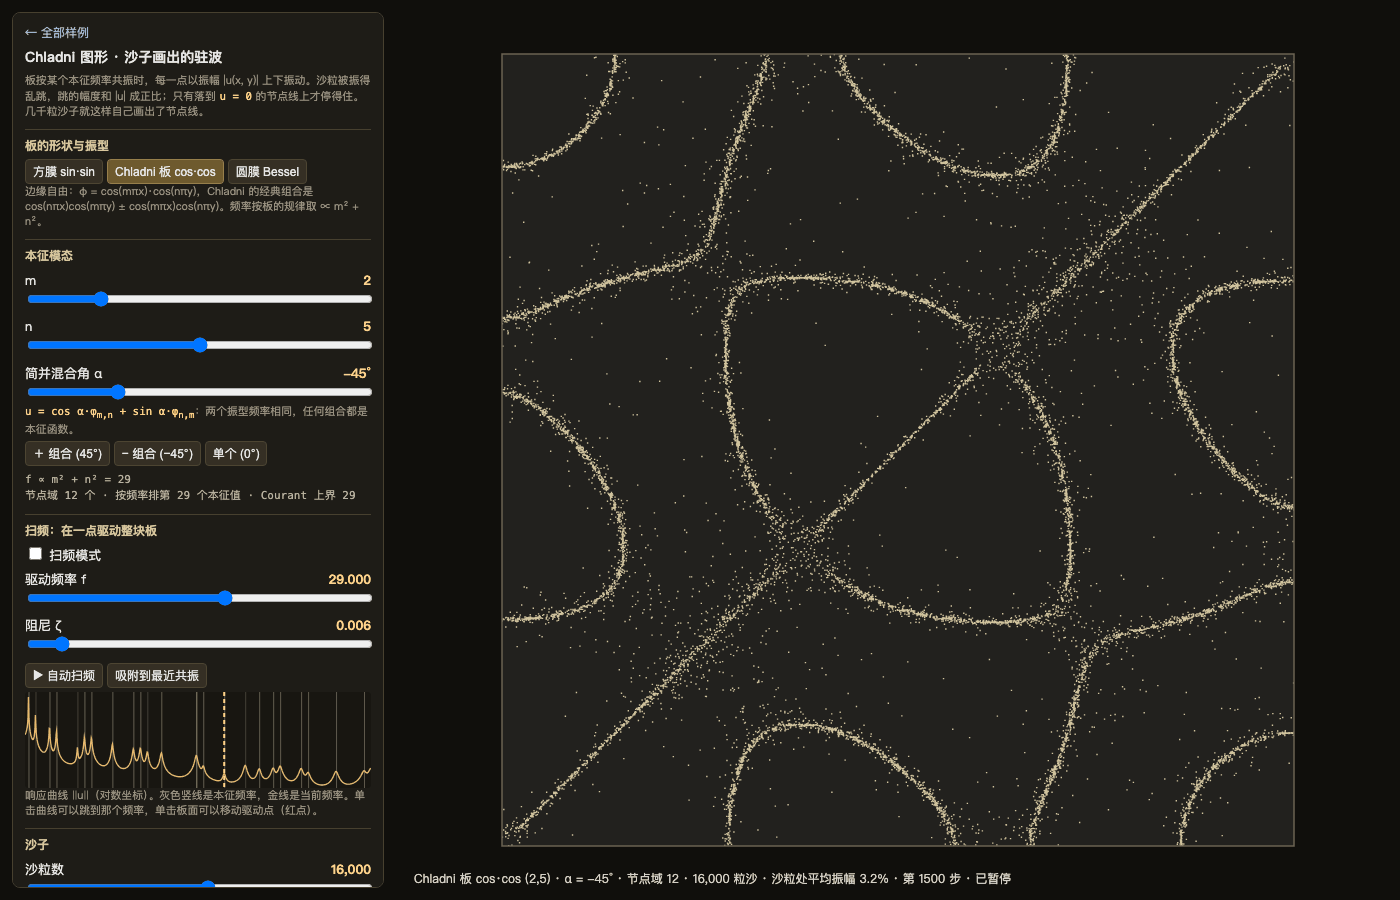 ← 全部样例
Chladni 图形 · 沙子画出的驻波
板按某个本征频率共振时，每一点以振幅 |u(x, y)| 上下振动。沙粒被振得
乱跳，跳的幅度和 |u| 成正比；只有落到 u = 0 的节点线上才停得住。
几千粒沙子就这样自己画出了节点线。
板的形状与振型
方膜 sin·sin
Chladni 板 cos·cos
圆膜 Bessel
边缘自由：φ = cos(mπx)·cos(nπy)，Chladni 的经典组合是
cos(nπx)cos(mπy) ± cos(mπx)cos(nπy)。频率按板的规律取 ∝ m² +
n²。
本征模态
m 2
n 5
简并混合角 α −45°
u = cos α·φm,n + sin α·φn,m：两个振型频率相同，任何组合都是
本征函数。
+ 组合 (45°)
− 组合 (−45°)
单个 (0°)
f ∝ m² + n² = 29
节点域 12 个 · 按频率排第 29 个本征值 · Courant 上界 29
扫频：在一点驱动整块板
扫频模式
驱动频率 f 29.000
阻尼 ζ 0.006
▶ 自动扫频
吸附到最近共振
响应曲线 ‖u‖（对数坐标）。灰色竖线是本征频率，金线是当前频率。单
击曲线可以跳到那个频率，单击板面可以移动驱动点（红点）。
沙子
沙粒数 16,000
Chladni 板 cos·cos (2,5) · α = −45° · 节点域 12 · 16,000 粒沙 · 沙粒处平均振幅 3.2% · 第 1500 步 · 已暂停